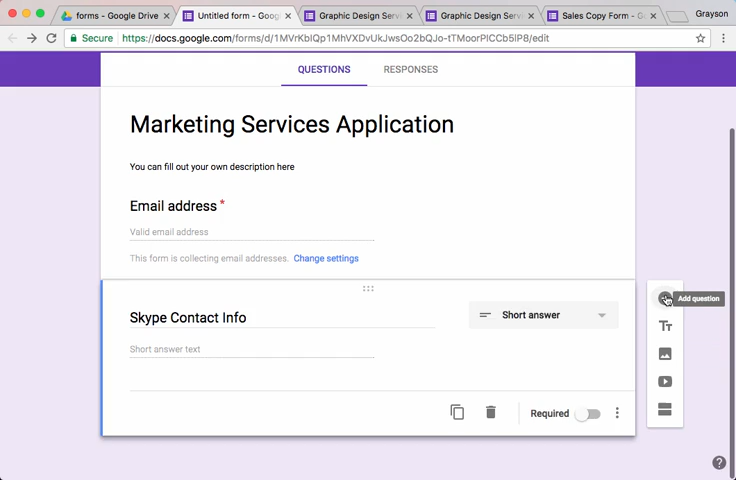 forms - Google Drive
Untitled form - Goog
Graphic Design Servi
Graphic Design Servi
Sales Copy Form - G
Grayson
Secure
https://docs.google.com/forms/d/1MVrKblQp1MhVXDvUkJwsOo2bQJo-tTMoorPlCCb5lP8/edit
QUESTIONS
RESPONSES
Marketing Services Application
You can fill out your own description here
Email address *
Valid email address
This form is collecting email addresses. Change settings
Add question
Skype Contact Info
Short answer
Short answer text
Required